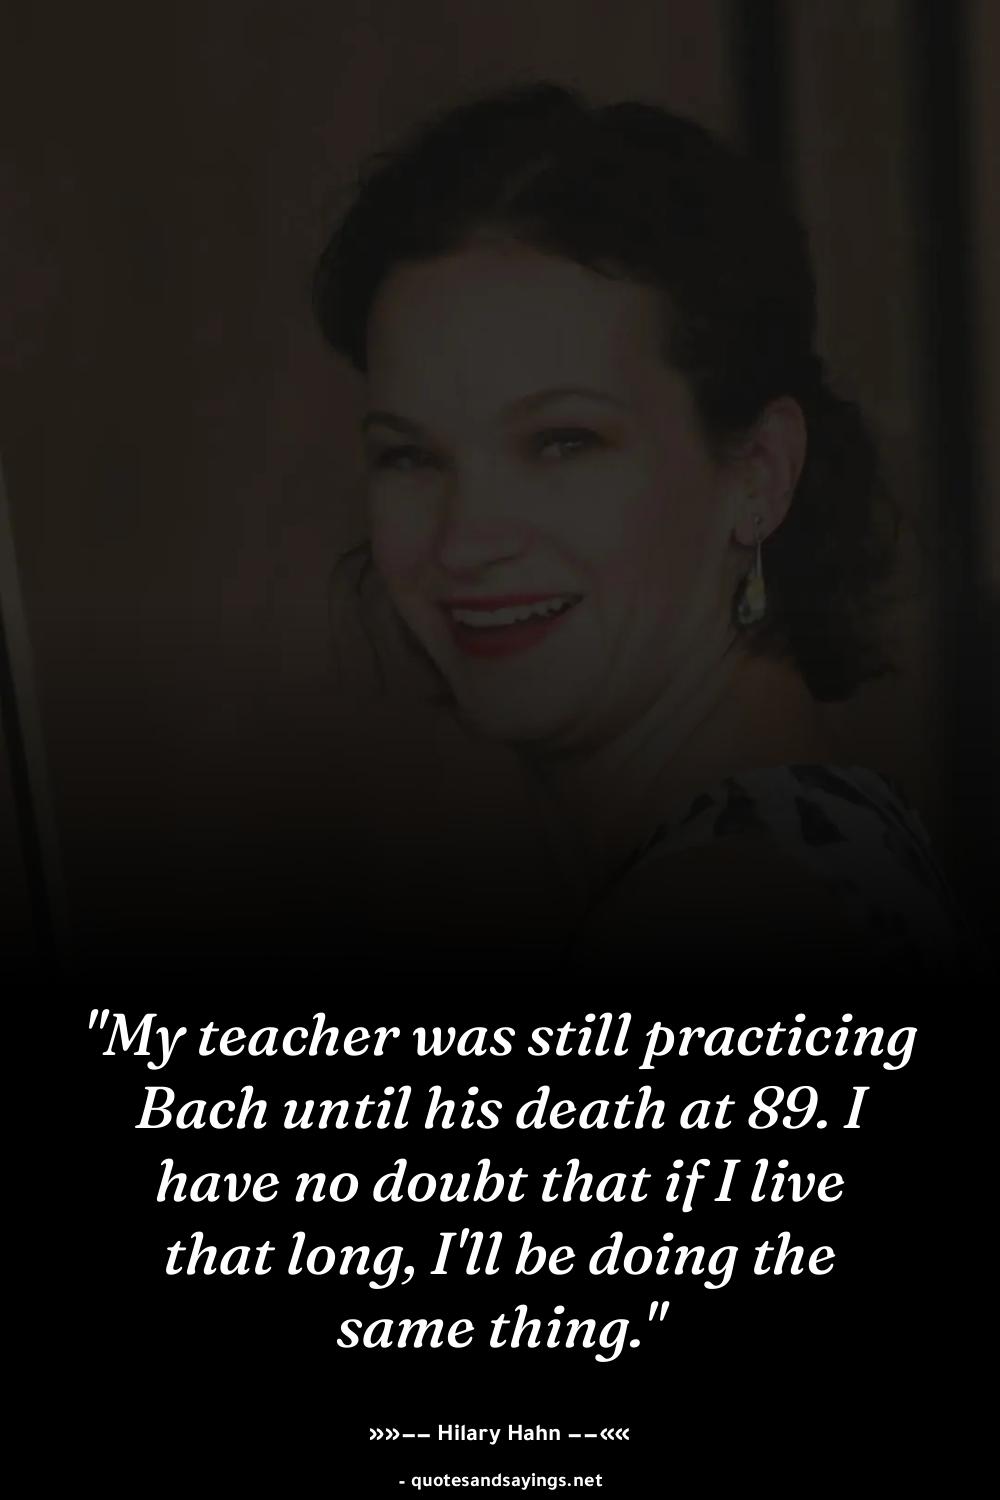 "My teacher was still practicing
Bach until his death at 89. I
have no doubt that if I live
that long, I'll be doing the
same thing."
»»–– Hilary Hahn ––««
- quotesandsayings.net